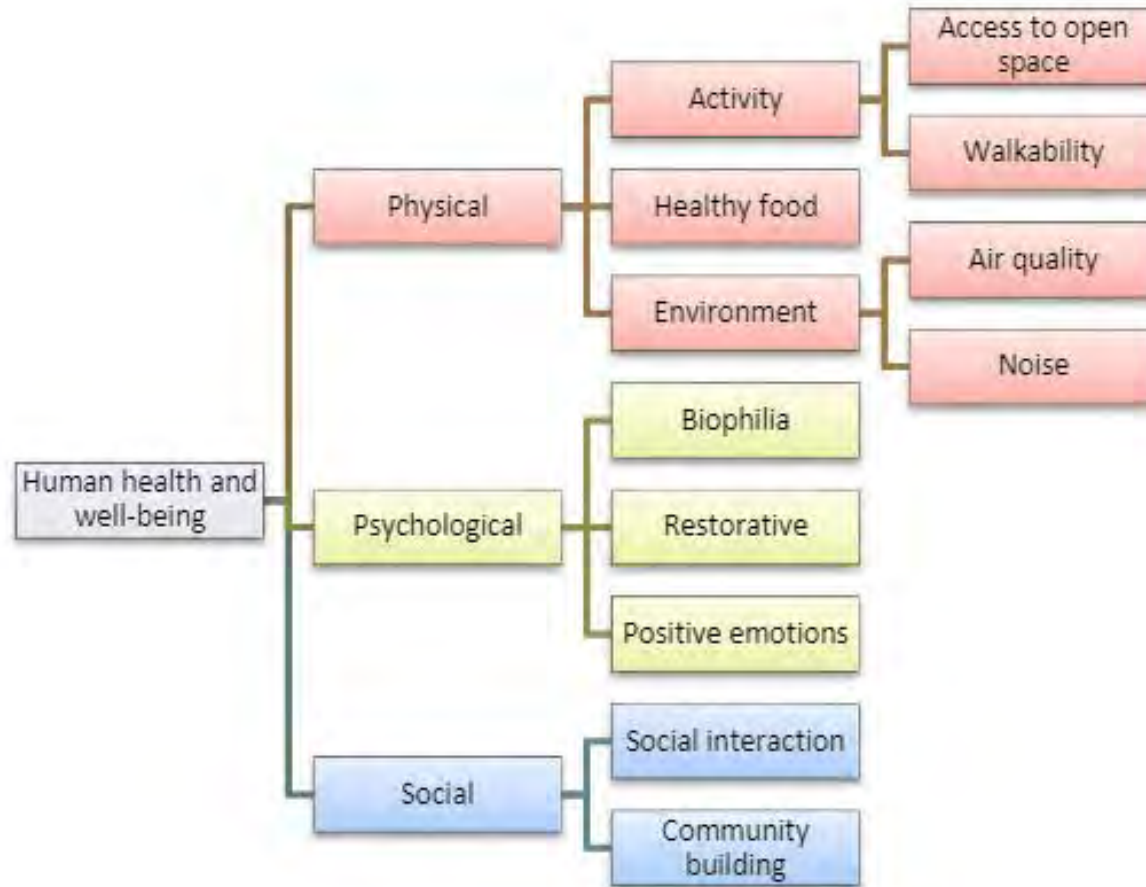 Human health and
well-being
Physical
Activity
Access to open
space
Walkability
Healthy food
Environment
Air quality
Noise
Psychological
Biophilia
Restorative
Positive emotions
Social
Social interaction
Community
building